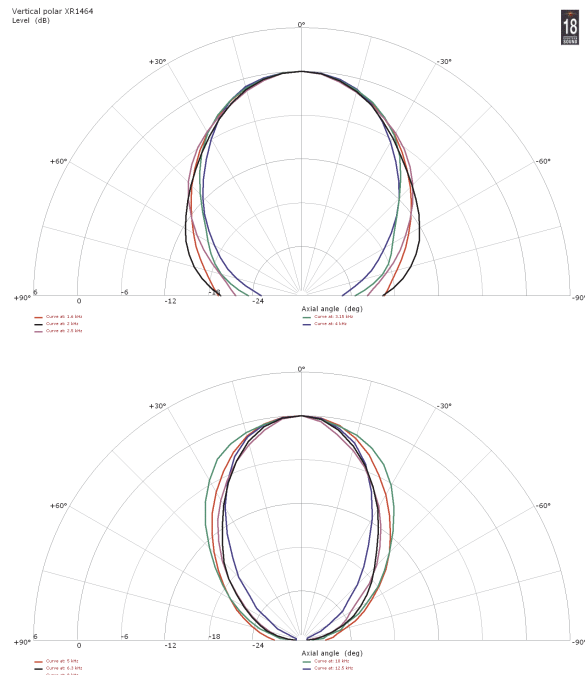 Vertical polar XR1464
Level (dB)
18
SOUND
0°
+30°
-30°
+60°
-60°
+90° 6 0 -6 -12 -18 -24 -90°
Axial angle (deg)
Curve at: 1.6 kHz
Curve at: 2 kHz
Curve at: 2.5 kHz
Curve at: 3.15 kHz
Curve at: 4 kHz
0°
+30°
-30°
+60°
-60°
+90° 6 0 -6 -12 -18 -24 -90°
Axial angle (deg)
Curve at: 5 kHz
Curve at: 6.3 kHz
Curve at: 10 kHz
Curve at: 12.5 kHz